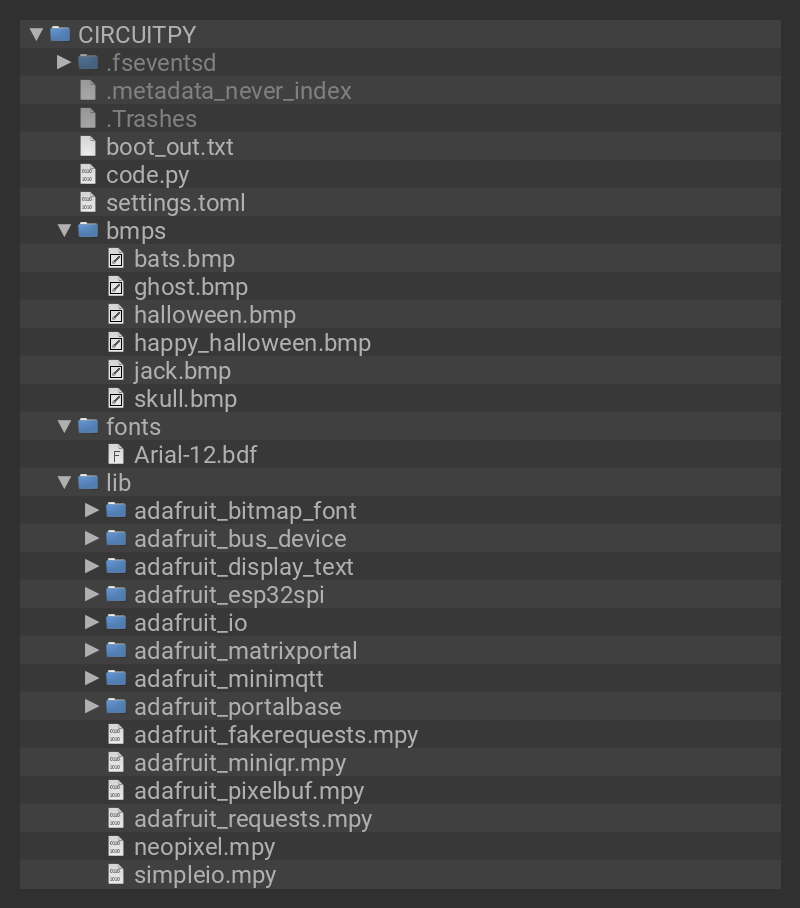 CIRCUITPY
.fseventsd
.metadata_never_index
.Trashes
boot_out.txt
code.py
settings.toml
bmps
bats.bmp
ghost.bmp
halloween.bmp
happy_halloween.bmp
jack.bmp
skull.bmp
fonts
Arial-12.bdf
lib
adafruit_bitmap_font
adafruit_bus_device
adafruit_display_text
adafruit_esp32spi
adafruit_io
adafruit_matrixportal
adafruit_minimqtt
adafruit_portalbase
adafruit_fakerequests.mpy
adafruit_miniqr.mpy
adafruit_pixelbuf.mpy
adafruit_requests.mpy
neopixel.mpy
simpleio.mpy